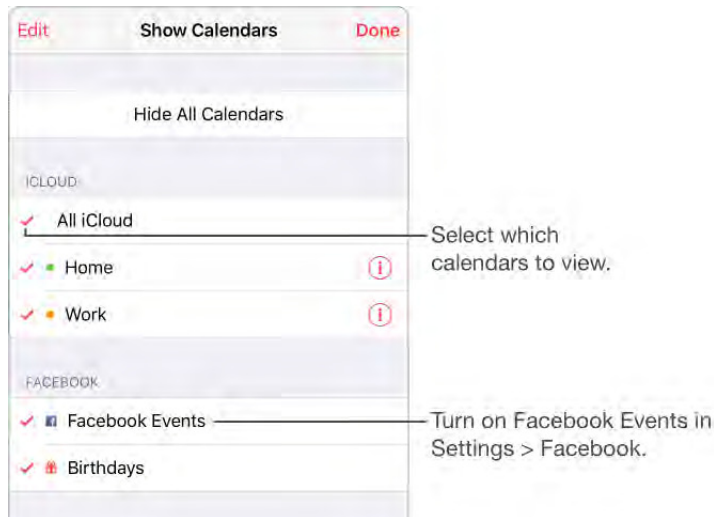 Edit Show Calendars Done
Hide All Calendars
ICLOUD
All iCloud
Select which
calendars to view.
Home
Work
FACEBOOK
Facebook Events
Turn on Facebook Events in
Settings > Facebook.
Birthdays